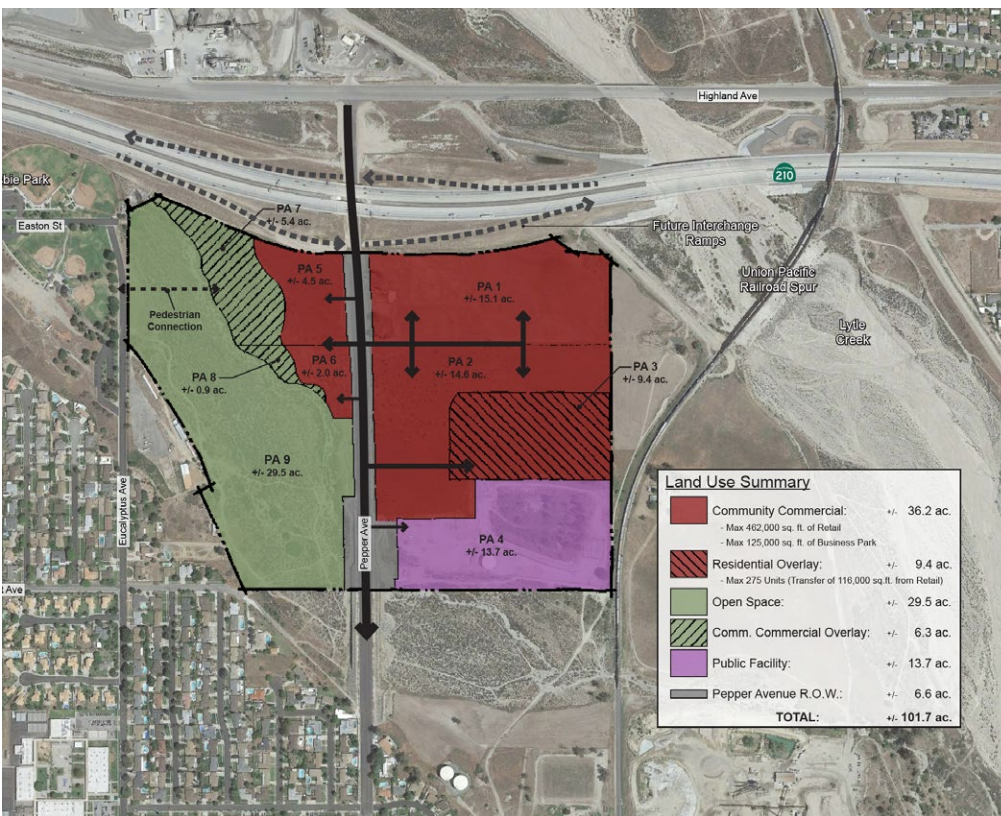 Highland Ave
210
bie Park
PA 7
+/- 5.4 ac.
Easton St
Future Interchange
Ramps
PA 5
+/- 4.5 ac.
PA 1
+/- 15.1 ac.
Union Pacific
Railroad Spur
Pedestrian
Connection
Lytle
Creek
PA 6
+/- 2.0 ac.
PA 2
+/- 14.6 ac.
PA 3
+/- 9.4 ac.
PA 8
+/- 0.9 ac.
PA 9
+/- 29.5 ac.
Eucalyptus Ave
Pepper Ave
PA 4
+/- 13.7 ac.
t Ave
Land Use Summary
Community Commercial: +/- 36.2 ac.
- Max 462,000 sq. ft. of Retail
- Max 125,000 sq. ft. of Business Park
Residential Overlay: +/- 9.4 ac.
- Max 275 Units (Transfer of 116,000 sq.ft. from Retail)
Open Space: +/- 29.5 ac.
Comm. Commercial Overlay: +/- 6.3 ac.
Public Facility: +/- 13.7 ac.
Pepper Avenue R.O.W.: +/- 6.6 ac.
TOTAL: +/- 101.7 ac.